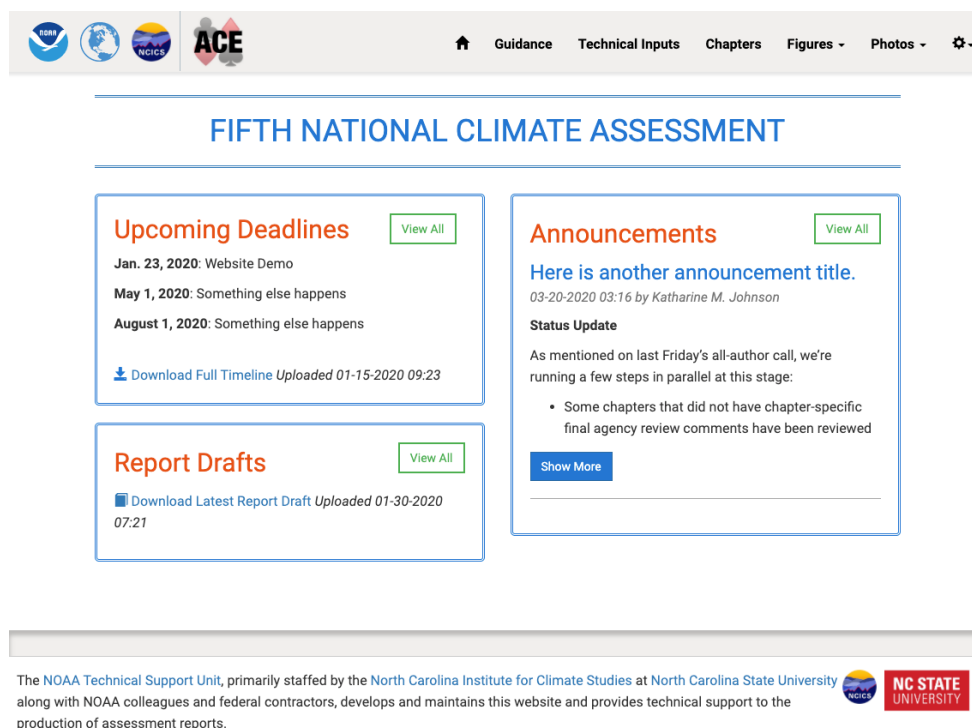 NOAA
NCICS
ACE
Guidance
Technical Inputs
Chapters
Figures
Photos
FIFTH NATIONAL CLIMATE ASSESSMENT
Upcoming Deadlines
View All
Jan. 23, 2020: Website Demo
May 1, 2020: Something else happens
August 1, 2020: Something else happens
Download Full Timeline Uploaded 01-15-2020 09:23
Report Drafts
View All
Download Latest Report Draft Uploaded 01-30-2020
07:21
Announcements
View All
Here is another announcement title.
03-20-2020 03:16 by Katharine M. Johnson
Status Update
As mentioned on last Friday’s all-author call, we’re
running a few steps in parallel at this stage:
• Some chapters that did not have chapter-specific
final agency review comments have been reviewed
Show More
The NOAA Technical Support Unit, primarily staffed by the North Carolina Institute for Climate Studies at North Carolina State University
along with NOAA colleagues and federal contractors, develops and maintains this website and provides technical support to the
production of assessment reports.
NCICS
NC STATE
UNIVERSITY